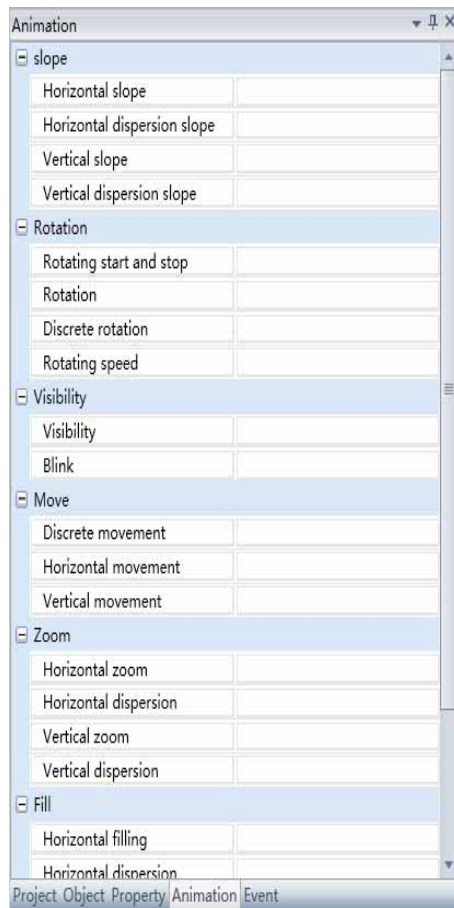 Animation
slope
Horizontal slope
Horizontal dispersion slope
Vertical slope
Vertical dispersion slope
Rotation
Rotating start and stop
Rotation
Discrete rotation
Rotating speed
Visibility
Visibility
Blink
Move
Discrete movement
Horizontal movement
Vertical movement
Zoom
Horizontal zoom
Horizontal dispersion
Vertical zoom
Vertical dispersion
Fill
Horizontal filling
Horizontal dispersion
Project Object Property Animation Event